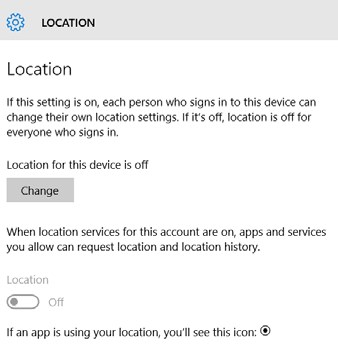 LOCATION
Location
If this setting is on, each person who signs in to this device can
change their own location settings. If it's off, location is off for
everyone who signs in.
Location for this device is off
Change
When location services for this account are on, apps and services
you allow can request location and location history.
Location
Off
If an app is using your location, you'll see this icon: